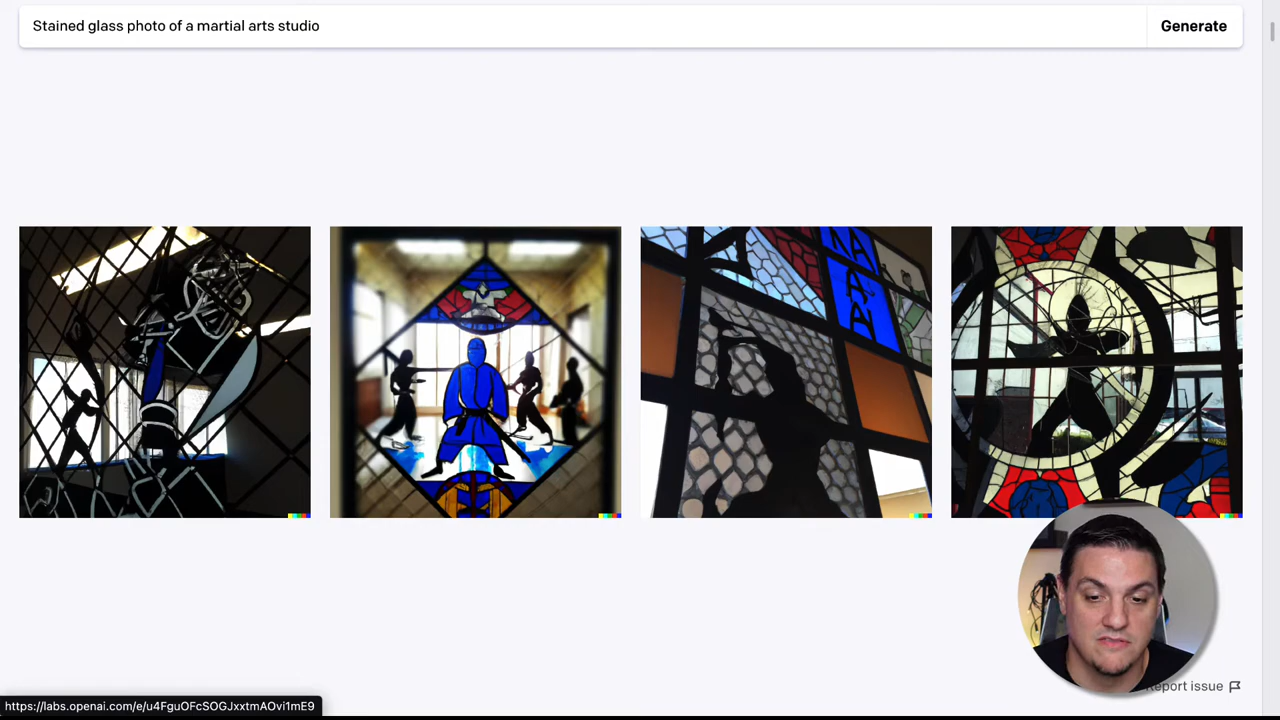 Stained glass photo of a martial arts studio
Generate
Report issue
https://labs.openai.com/e/u4FguOFcSOGJxxtmAOvi1mE9